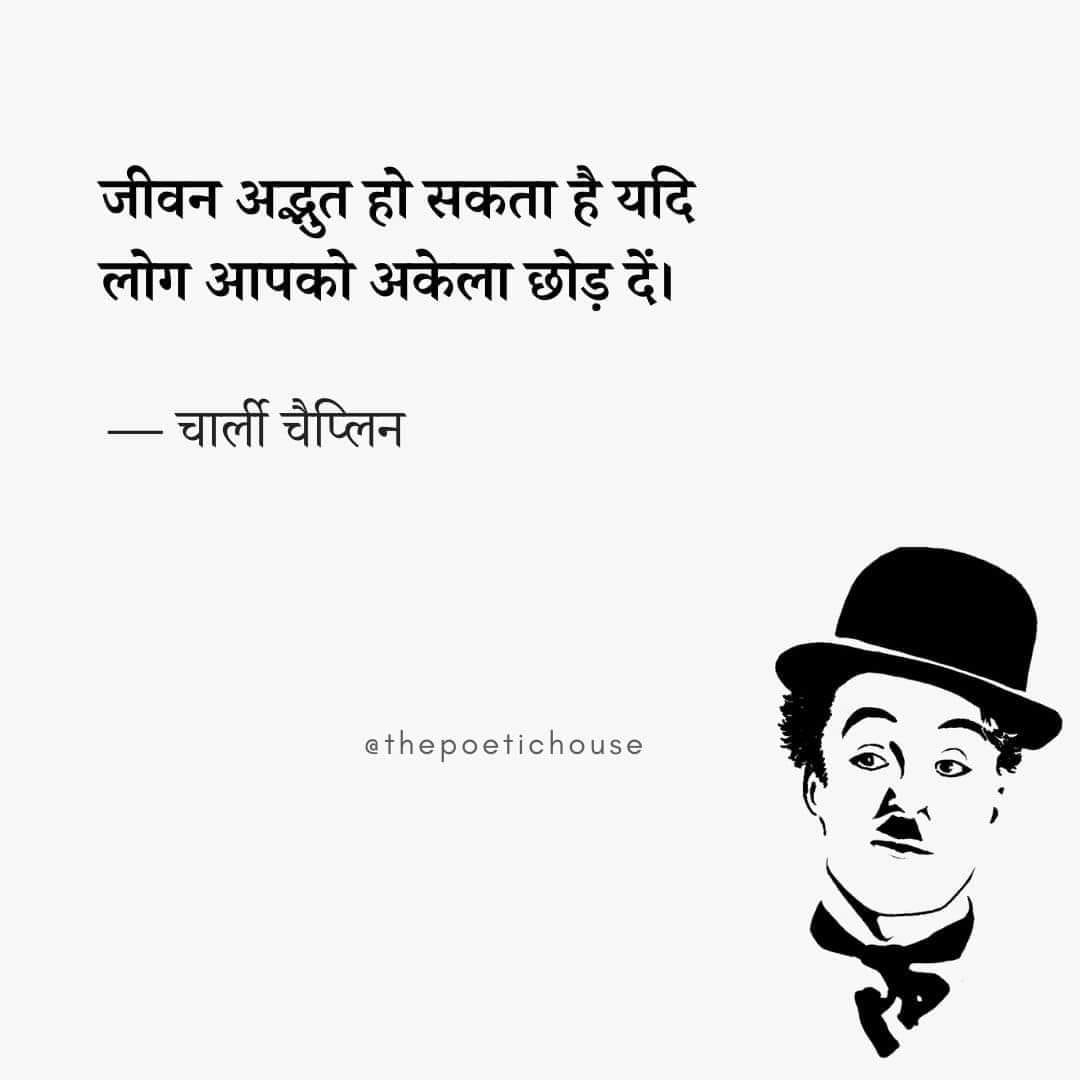 जीवन अद्भुत हो सकता है यदि
लोग आपको अकेला छोड़ दें।
— चार्ली चैप्लिन
@thepoetichouse